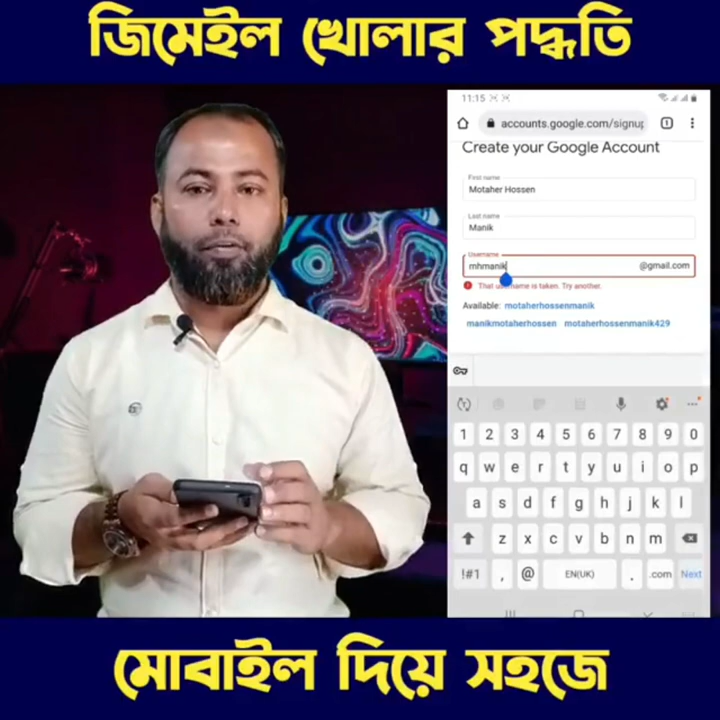 জিমেইল খোলার পদ্ধতি
11:15
accounts.google.com/signup
1
Create your Google Account
First name
Motaher Hossen
Last name
Manik
Username
mhmanik @gmail.com
That username is taken. Try another.
Available: motaherhossenmanik
manikmotaherhossen motaherhossenmanik429
1 2 3 4 5 6 7 8 9 0
q w e r t y u i o p
a s d f g h j k l
z x c v b n m
!#1 , @ EN(UK) . .com Next
মোবাইল দিয়ে সহজে